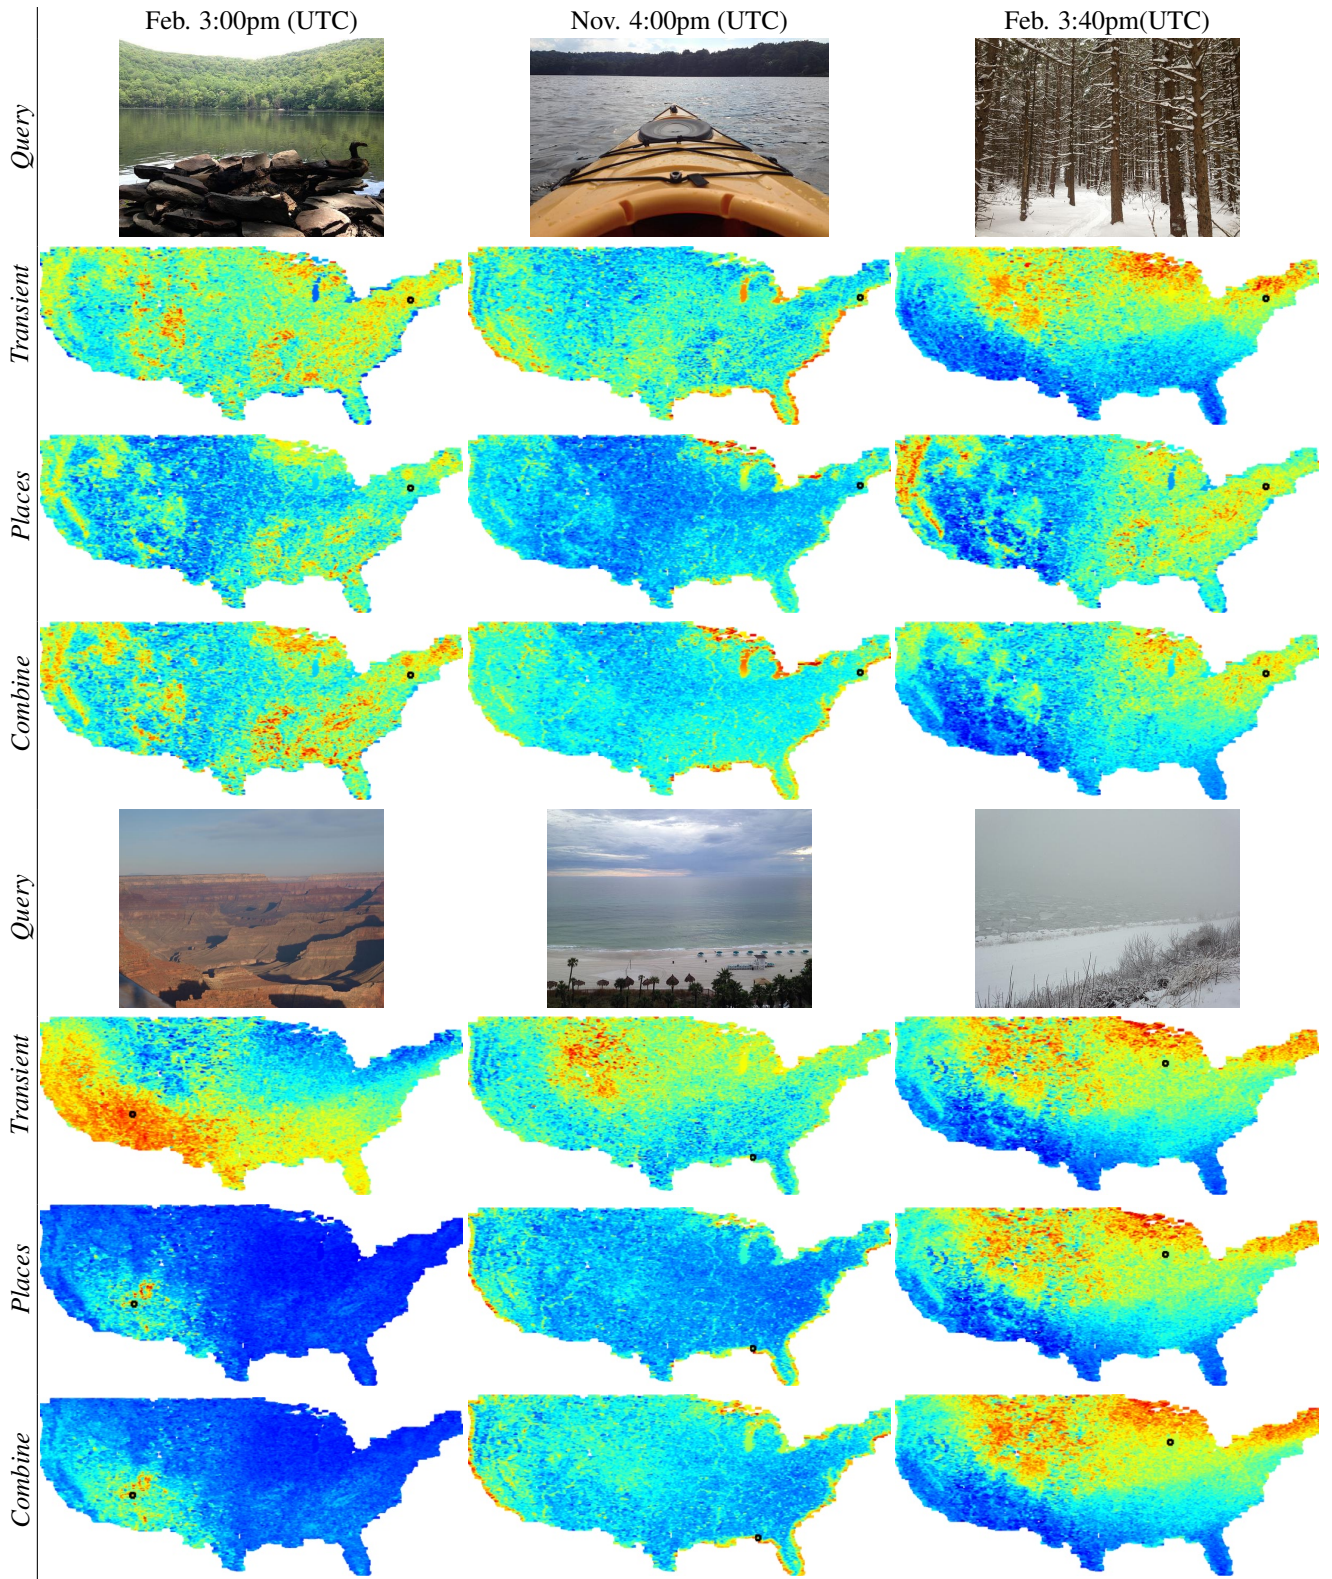 Feb. 3:00pm (UTC) Nov. 4:00pm (UTC) Feb. 3:40pm(UTC)
Query
Transient
Places
Combine
Query
Transient
Places
Combine